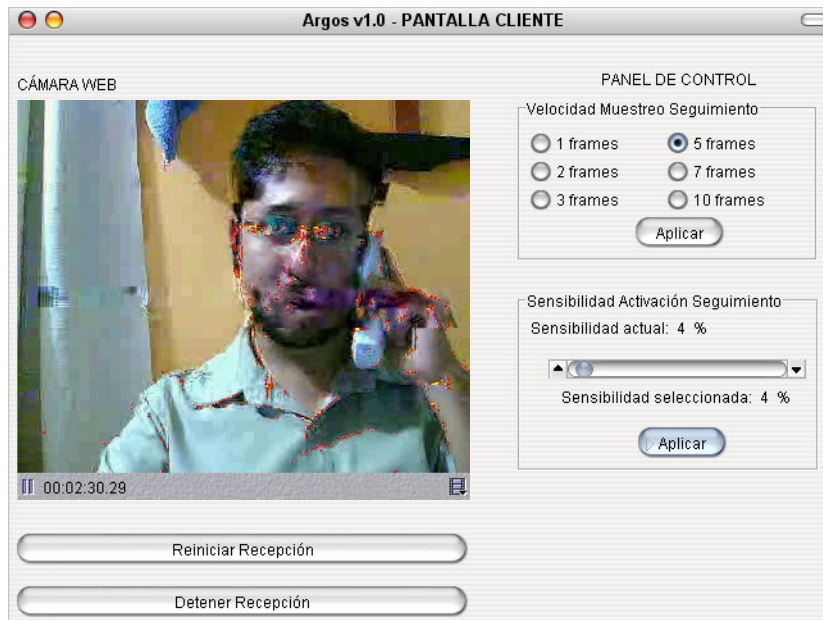 Argos v1.0 - PANTALLA CLIENTE
CÁMARA WEB
00:02:30.29
Reiniciar Recepción
Detener Recepción
PANEL DE CONTROL
Velocidad Muestreo Seguimiento
1 frames
5 frames
2 frames
7 frames
3 frames
10 frames
Aplicar
Sensibilidad Activación Seguimiento
Sensibilidad actual: 4 %
Sensibilidad seleccionada: 4 %
Aplicar